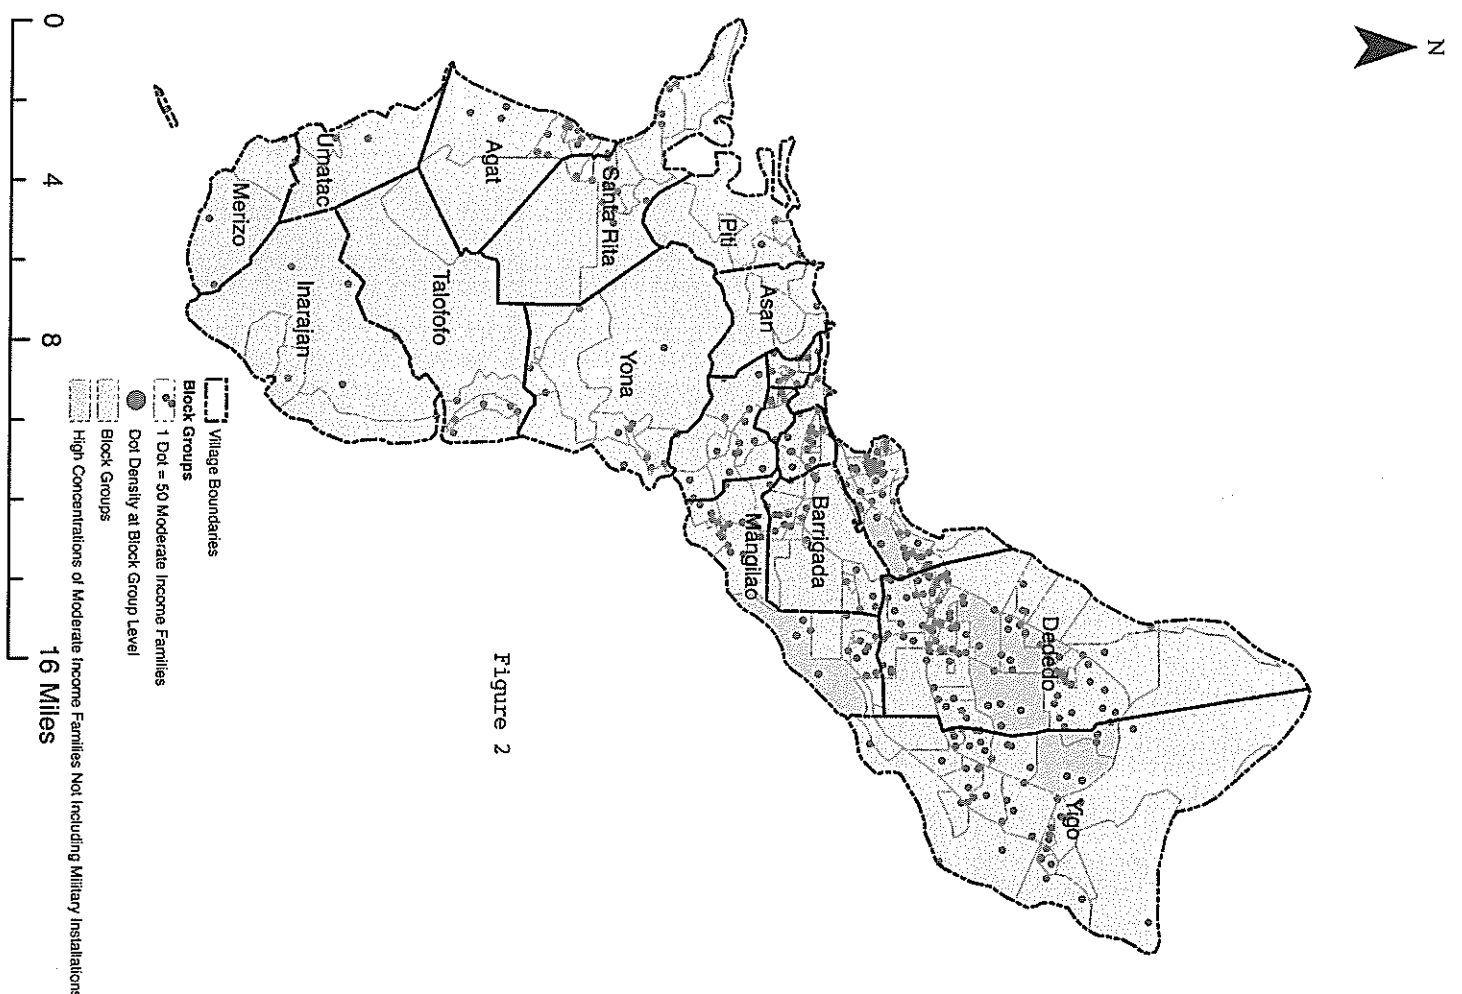 N
Dededo
Yigo
Barrigada
Mangilao
Asan
Piti
Yona
Santa Rita
Agat
Talofofo
Umatac
Inarajan
Merizo
Figure 2
Village Boundaries
Block Groups
1 Dot = 50 Moderate Income Families
Dot Density at Block Group Level
Block Groups
High Concentrations of Moderate Income Families Not Including Military Installations
0 4 8 16 Miles